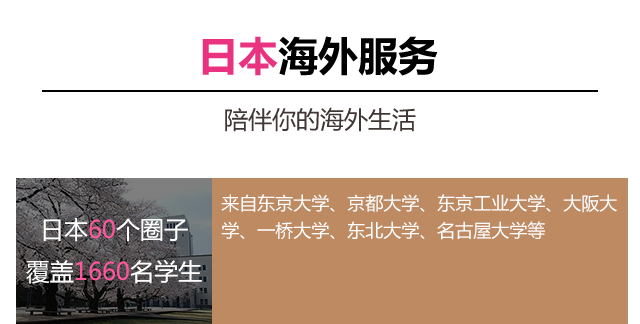 日本海外服务
陪伴你的海外生活
日本60个圈子
覆盖1660名学生
来自东京大学、京都大学、东京工业大学、大阪大
学、一桥大学、东北大学、名古屋大学等